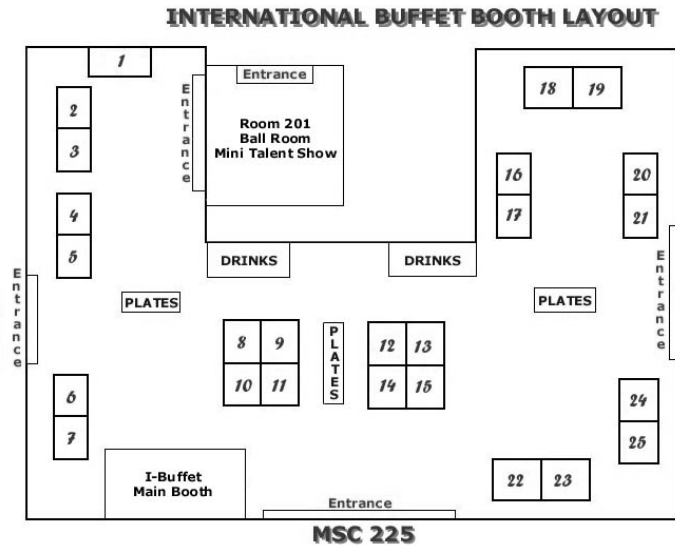 INTERNATIONAL BUFFET BOOTH LAYOUT
1
Entrance
18 19
2
Entrance
Room 201
Ball Room
Mini Talent Show
3
16
20
17
21
4
5
DRINKS
DRINKS
Entrance
Entrance
PLATES
PLATES
8 9
PLATES
12 13
10 11
14 15
6
7
24
25
I-Buffet
Main Booth
22 23
Entrance
MSC 225